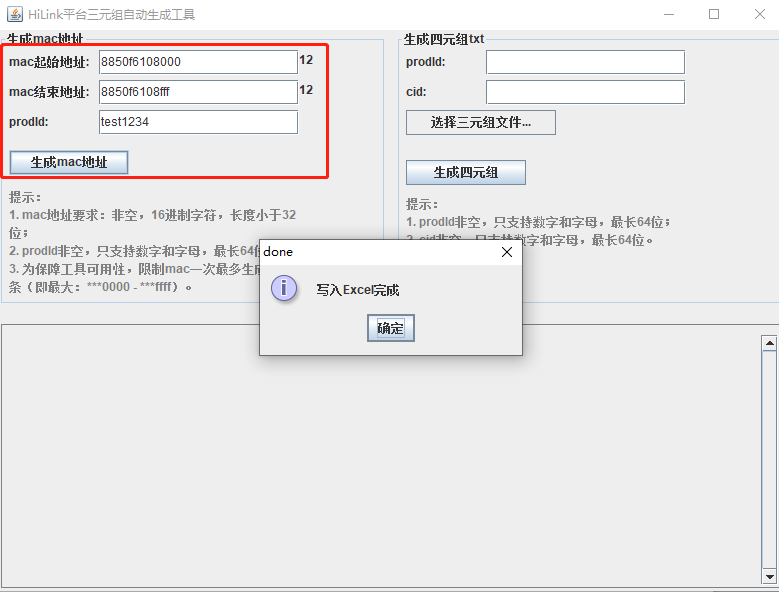 HiLink平台三元组自动生成工具
生成mac地址
mac起始地址:
8850f6108000
12
mac结束地址:
8850f6108fff
12
prodId:
test1234
生成mac地址
提示：
1. mac地址要求：非空，16进制字符，长度小于32
位；
2. prodId非空，只支持数字和字母，最长64位
3. 为保障工具可用性，限制mac一次最多生成
条（即最大：***0000 - ***ffff）。
生成四元组txt
prodId:
cid:
选择三元组文件...
生成四元组
提示：
1. prodId非空，只支持数字和字母，最长64位；
2. cid非空，只支持数字和字母，最长64位。
done
写入Excel完成
确定